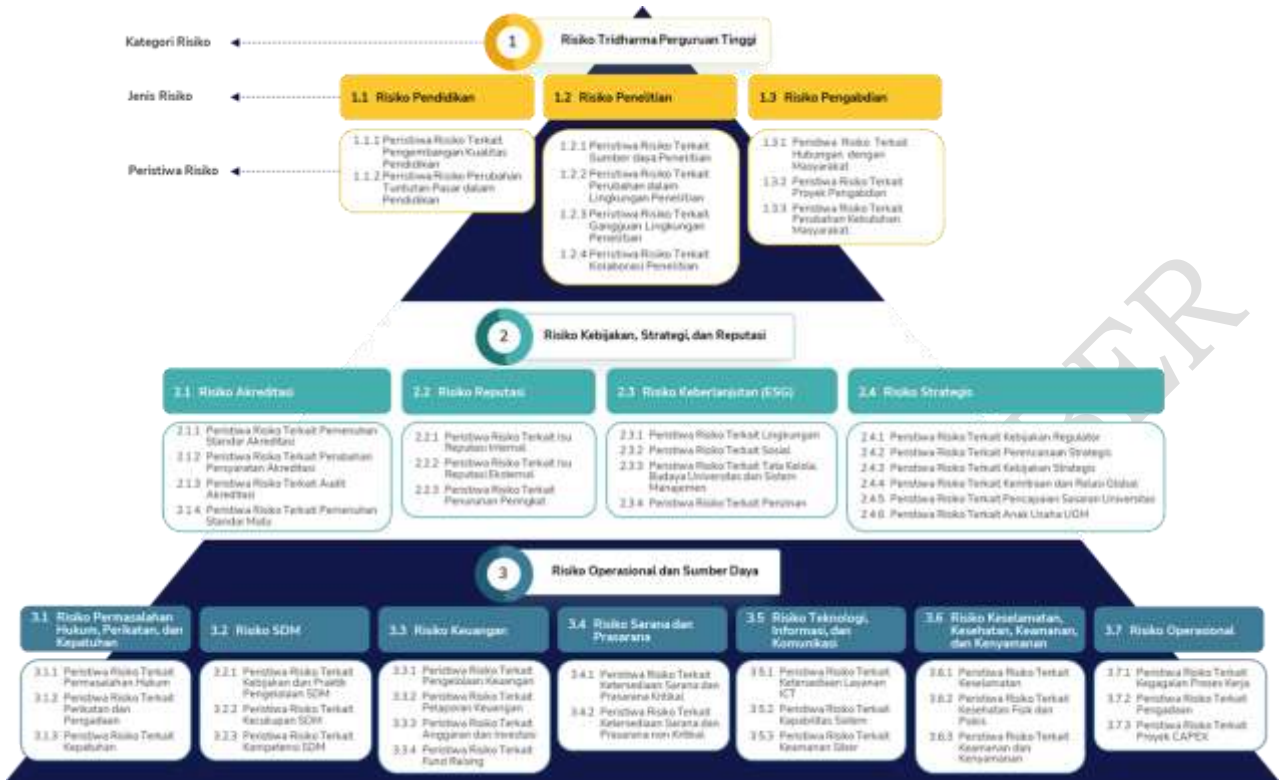 Kategori Risiko
1
Risiko Tridharma Perguruan Tinggi
Jenis Risiko
1.1 Risiko Pendidikan
1.2 Risiko Penelitian
1.3 Risiko Pengabdian
Peristiwa Risiko
1.1.1 Peristiwa Risiko Terkait
Pengembangan Kualitas
Pendidikan
1.1.2 Peristiwa Risiko Perubahan
Tuntutan Pasar dalam
Pendidikan
1.2.1 Peristiwa Risiko Terkait
Sumber daya Penelitian
1.2.2 Peristiwa Risiko Terkait
Perubahan dalam
Lingkungan Penelitian
1.2.3 Peristiwa Risiko Terkait
Gangguan Lingkungan
Penelitian
1.2.4 Peristiwa Risiko Terkait
Kolaborasi Penelitian
1.3.1 Peristiwa Risiko Terkait
Hubungan dengan
Masyarakat
1.3.2 Peristiwa Risiko Terkait
Proyek Pengabdian
1.3.3 Peristiwa Risiko Terkait
Perubahan Kebutuhan
Masyarakat
2
Risiko Kebijakan, Strategi, dan Reputasi
2.1 Risiko Akreditasi
2.2 Risiko Reputasi
2.3 Risiko Keberlanjutan (ESG)
2.4 Risiko Strategis
2.1.1 Peristiwa Risiko Terkait Pemenuhan
Standar Akreditasi
2.1.2 Peristiwa Risiko Terkait Perubahan
Persyaratan Akreditasi
2.1.3 Peristiwa Risiko Terkait Audit
Akreditasi
2.1.4 Peristiwa Risiko Terkait Pemenuhan
Standar Mutu
2.2.1 Peristiwa Risiko Terkait Isu
Reputasi Internal
2.2.2 Peristiwa Risiko Terkait Isu
Reputasi Eksternal
2.2.3 Peristiwa Risiko Terkait
Penurunan Peringkat
2.3.1 Peristiwa Risiko Terkait Lingkungan
2.3.2 Peristiwa Risiko Terkait Sosial
2.3.3 Peristiwa Risiko Terkait Tata Kelola,
Budaya Universitas dan Sistem
Manajemen
2.3.4 Peristiwa Risiko Terkait Perizinan
2.4.1 Peristiwa Risiko Terkait Kebijakan Regulator
2.4.2 Peristiwa Risiko Terkait Perencanaan Strategis
2.4.3 Peristiwa Risiko Terkait Kebijakan Strategis
2.4.4 Peristiwa Risiko Terkait Kemitraan dan Relasi Global
2.4.5 Peristiwa Risiko Terkait Pencapaian Sasaran Universitas
2.4.6 Peristiwa Risiko Terkait Anak Usaha UGM
3
Risiko Operasional dan Sumber Daya
3.1 Risiko Permasalahan
Hukum, Perikatan, dan
Kepatuhan
3.2 Risiko SDM
3.3 Risiko Keuangan
3.4 Risiko Sarana dan
Prasarana
3.5 Risiko Teknologi,
Informasi, dan
Komunikasi
3.6 Risiko Keselamatan,
Kesehatan, Keamanan,
dan Kenyamanan
3.7 Risiko Operasional
3.1.1 Peristiwa Risiko Terkait
Permasalahan Hukum
3.1.2 Peristiwa Risiko Terkait
Perikatan dan
Pengadaan
3.1.3 Peristiwa Risiko Terkait
Kepatuhan
3.2.1 Peristiwa Risiko Terkait
Kebijakan dan Praktik
Pengelolaan SDM
3.2.2 Peristiwa Risiko Terkait
Kecukupan SDM
3.2.3 Peristiwa Risiko Terkait
Kompetensi SDM
3.3.1 Peristiwa Risiko Terkait
Pengelolaan Keuangan
3.3.2 Peristiwa Risiko Terkait
Pelaporan Keuangan
3.3.3 Peristiwa Risiko Terkait
Anggaran dan Investasi
3.3.4 Peristiwa Risiko Terkait
Fund Raising
3.4.1 Peristiwa Risiko Terkait
Ketersediaan Sarana dan
Prasarana Kritikal
3.4.2 Peristiwa Risiko Terkait
Ketersediaan Sarana dan
Prasarana non Kritikal
3.5.1 Peristiwa Risiko Terkait
Ketersediaan Layanan
ICT
3.5.2 Peristiwa Risiko Terkait
Kapabilitas Sistem
3.5.3 Peristiwa Risiko Terkait
Keamanan Siber
3.6.1 Peristiwa Risiko Terkait
Keselamatan
3.6.2 Peristiwa Risiko Terkait
Kesehatan Fisik dan
Psikis
3.6.3 Peristiwa Risiko Terkait
Keamanan dan
Kenyamanan
3.7.1 Peristiwa Risiko Terkait
Kegagalan Proses Kerja
3.7.2 Peristiwa Risiko Terkait
Pengadaan
3.7.3 Peristiwa Risiko Terkait
Proyek CAPEX